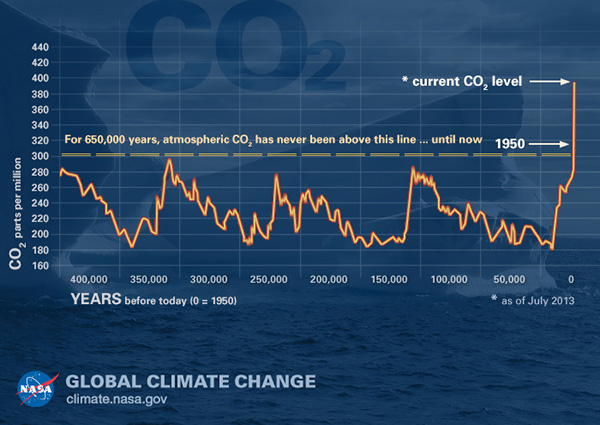 CO2
440
420
400
380
360
340
320
300
280
260
240
220
200
180
160
CO2 parts per million
* current CO2 level
For 650,000 years, atmospheric CO2 has never been above this line ... until now
1950
400,000 350,000 300,000 250,000 200,000 150,000 100,000 50,000 0
YEARS before today (0 = 1950)
* as of July 2013
NASA
GLOBAL CLIMATE CHANGE
climate.nasa.gov